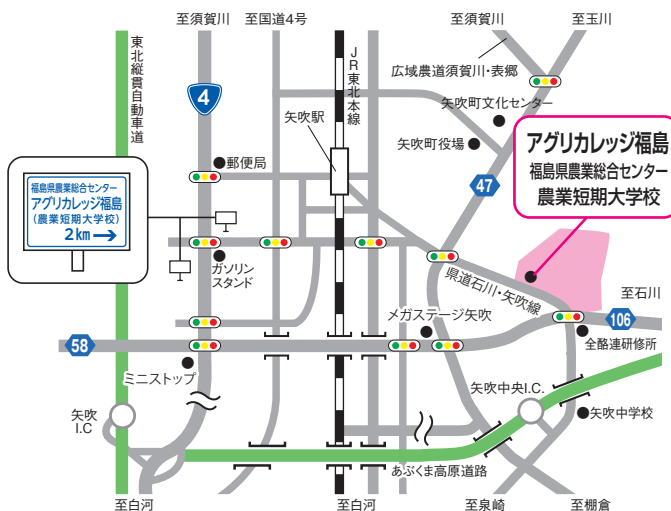 至須賀川
至国道4号
至須賀川
至玉川
東北縦貫自動車道
JR東北本線
広域農道須賀川・表郷
4
矢吹駅
矢吹町文化センター
矢吹町役場
郵便局
47
アグリカレッジ福島
福島県農業総合センター
農業短期大学校
福島県農業総合センター
アグリカレッジ福島
(農業短期大学校)
2km→
ガソリン
スタンド
県道石川・矢吹線
至石川
106
メガステージ矢吹
全酪連研修所
58
ミニストップ
矢吹中央I.C.
矢吹
I.C
矢吹中学校
あぶくま高原道路
至白河
至白河
至泉崎
至棚倉